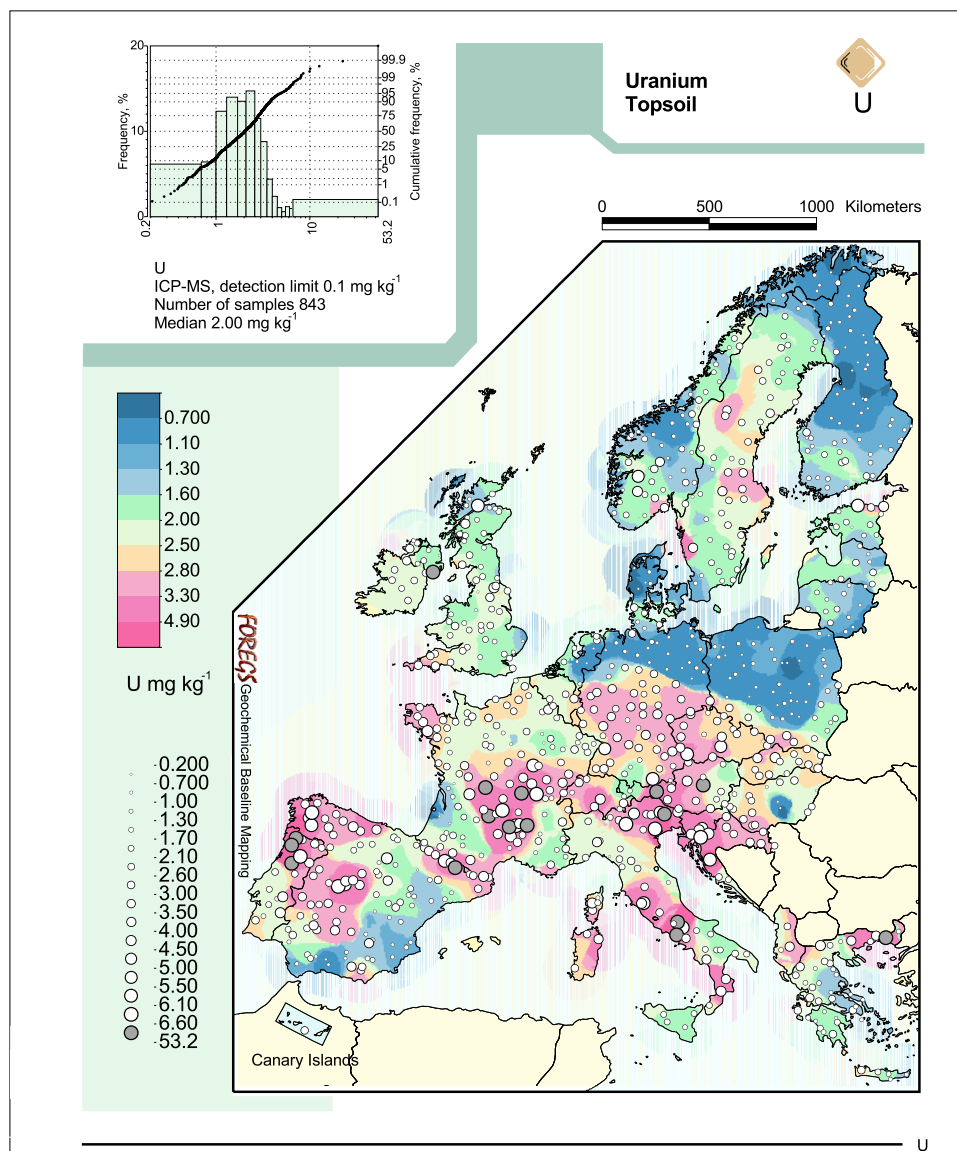 20
10
0
Frequency, %
99.9
99
95
90
75
50
25
10
5
1
0.1
Cumulative frequency, %
0.2
1
10
53.2
Uranium
Topsoil
U
U
ICP-MS, detection limit 0.1 mg kg-1
Number of samples 843
Median 2.00 mg kg-1
0 500 1000 Kilometers
0.700
1.10
1.30
1.60
2.00
2.50
2.80
3.30
4.90
U mg kg-1
0.200
0.700
1.00
1.30
1.70
2.10
2.60
3.00
3.50
4.00
4.50
5.00
5.50
6.10
6.60
53.2
FOREGS
Geochemical Baseline Mapping
Canary Islands
U